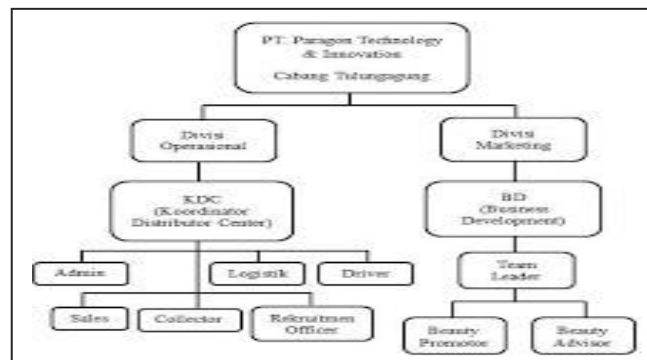 PT. Paragon Technology
& Innovation
Cabang Tulungagung
Divisi
Operasional
Divisi
Marketing
KDC
(Koordinator
Distributor Center)
BD
(Business
Development)
Admin
Logistik
Driver
Team
Leader
Sales
Collector
Rekruitmen
Officer
Beauty
Promotor
Beauty
Advisor